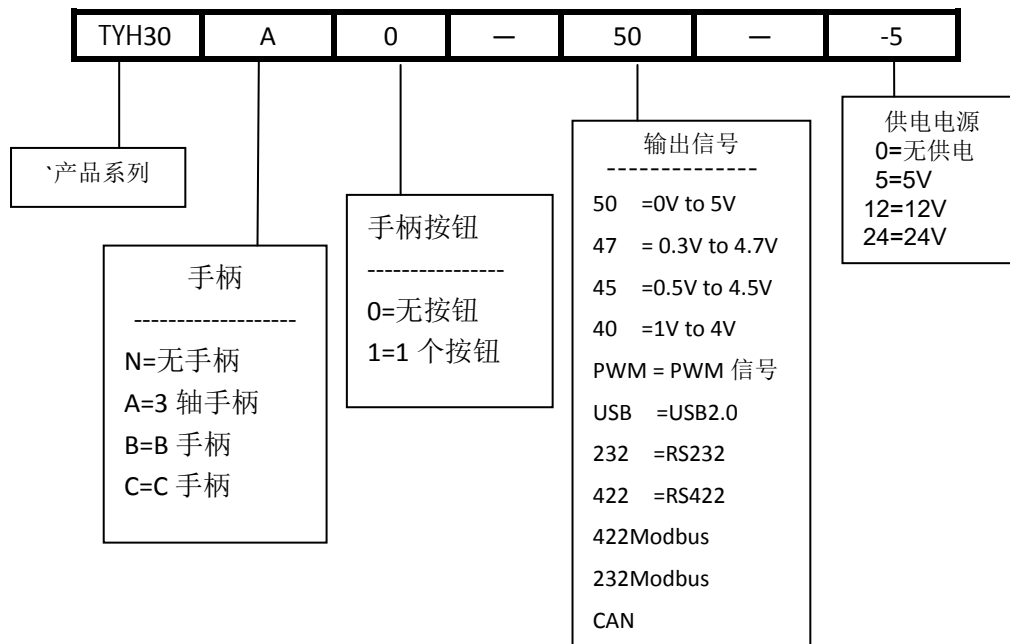 TYH30 A 0 — 50 — -5
`产品系列
手柄
-------------------
N=无手柄
A=3 轴手柄
B=B 手柄
C=C 手柄
手柄按钮
----------------
0=无按钮
1=1 个按钮
输出信号
---------------
50 =0V to 5V
47 = 0.3V to 4.7V
45 =0.5V to 4.5V
40 =1V to 4V
PWM = PWM 信号
USB =USB2.0
232 =RS232
422 =RS422
422Modbus
232Modbus
CAN
供电电源
0=无供电
5=5V
12=12V
24=24V